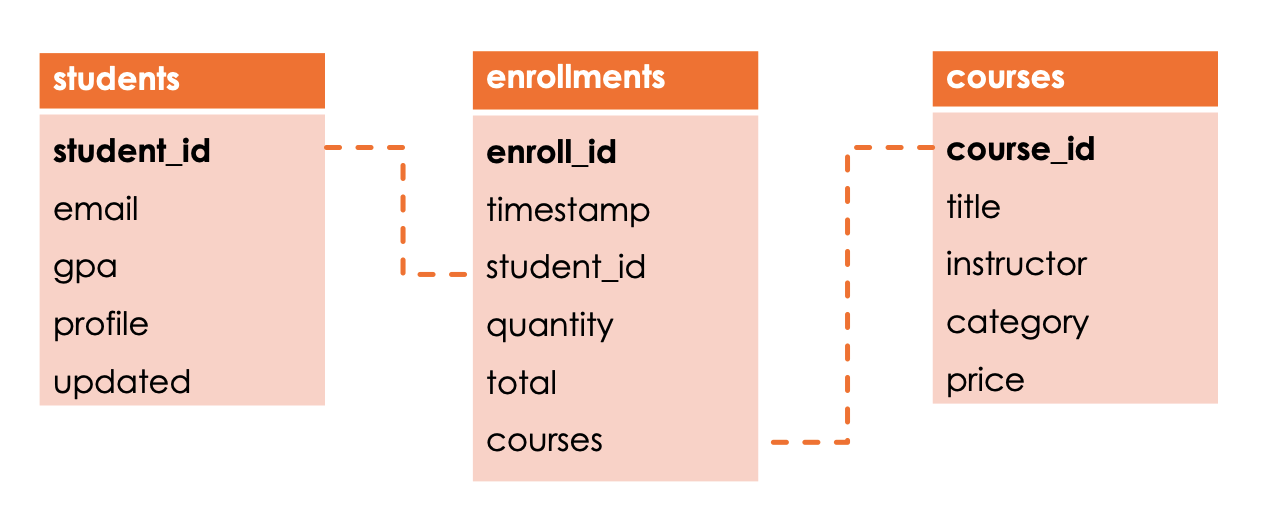 students
student_id
email
gpa
profile
updated
enrollments
enroll_id
timestamp
student_id
quantity
total
courses
courses
course_id
title
instructor
category
price